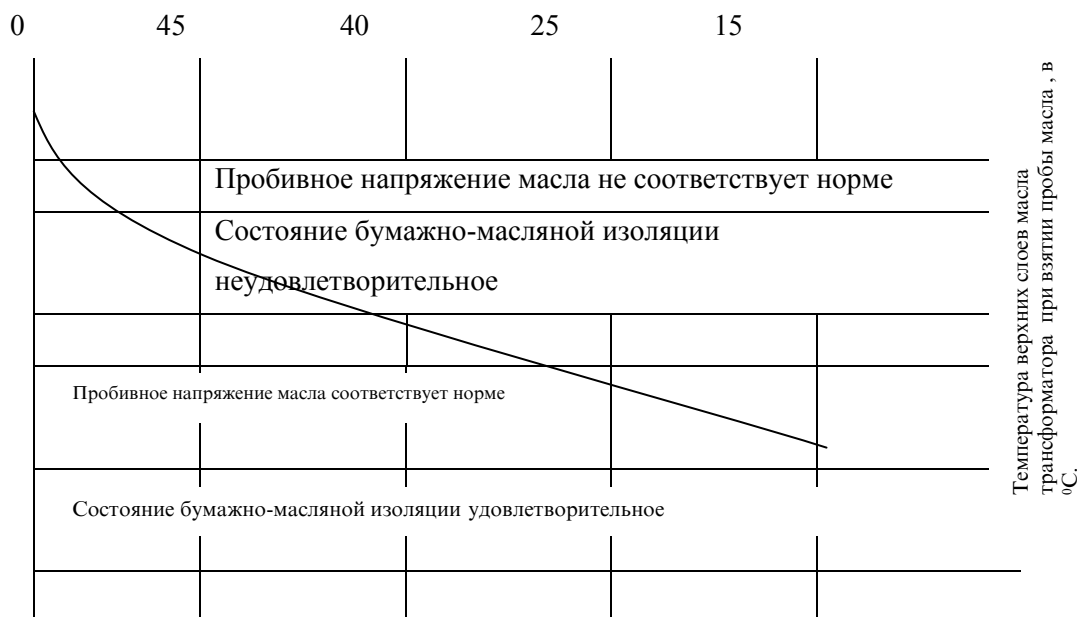 0 45 40 25 15
Пробивное напряжение масла не соответствует норме
Состояние бумажно-масляной изоляции
неудовлетворительное
Пробивное напряжение масла соответствует норме
Состояние бумажно-масляной изоляции удовлетворительное
Температура верхних слоев масла
трансформатора при взятии пробы масла , в
⁰С.